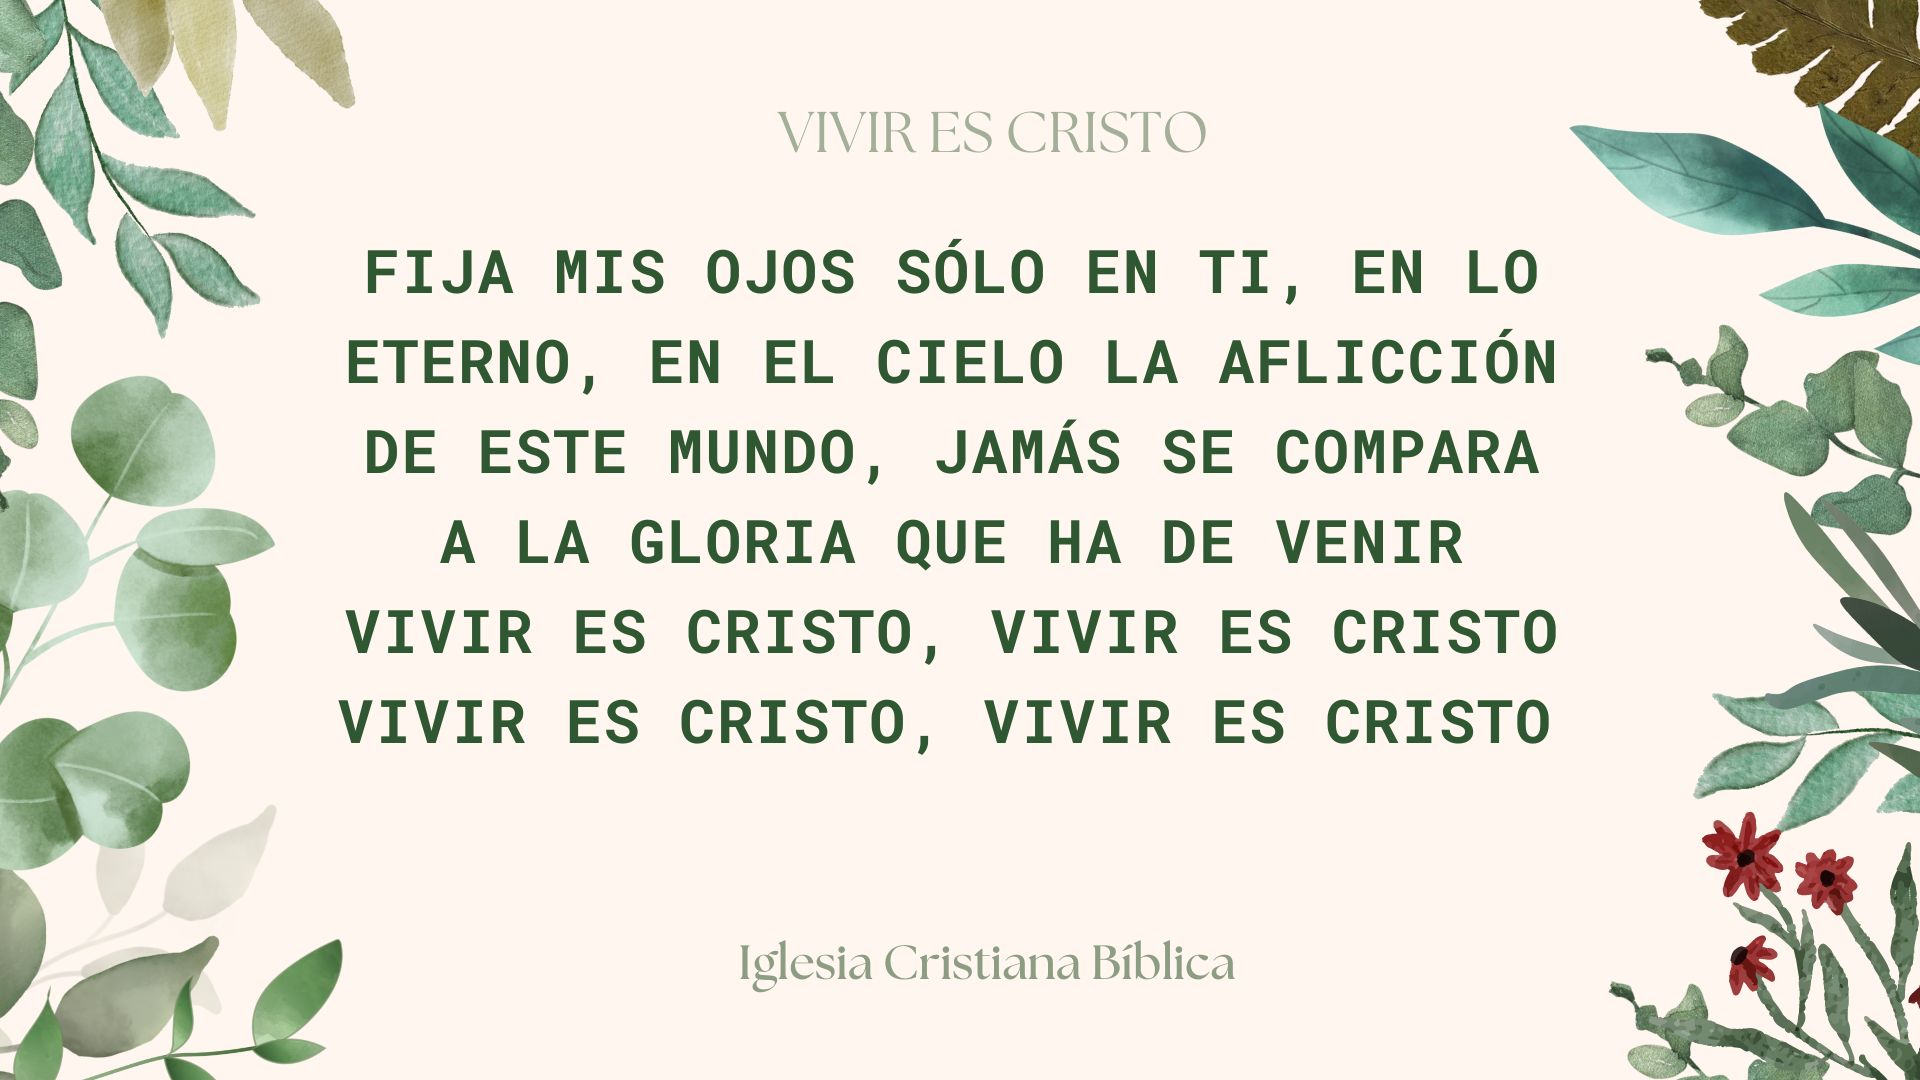 VIVIR ES CRISTO
FIJA MIS OJOS SÓLO EN TI, EN LO
ETERNO, EN EL CIELO LA AFLICCIÓN
DE ESTE MUNDO, JAMÁS SE COMPARA
A LA GLORIA QUE HA DE VENIR
VIVIR ES CRISTO, VIVIR ES CRISTO
VIVIR ES CRISTO, VIVIR ES CRISTO
Iglesia Cristiana Bíblica